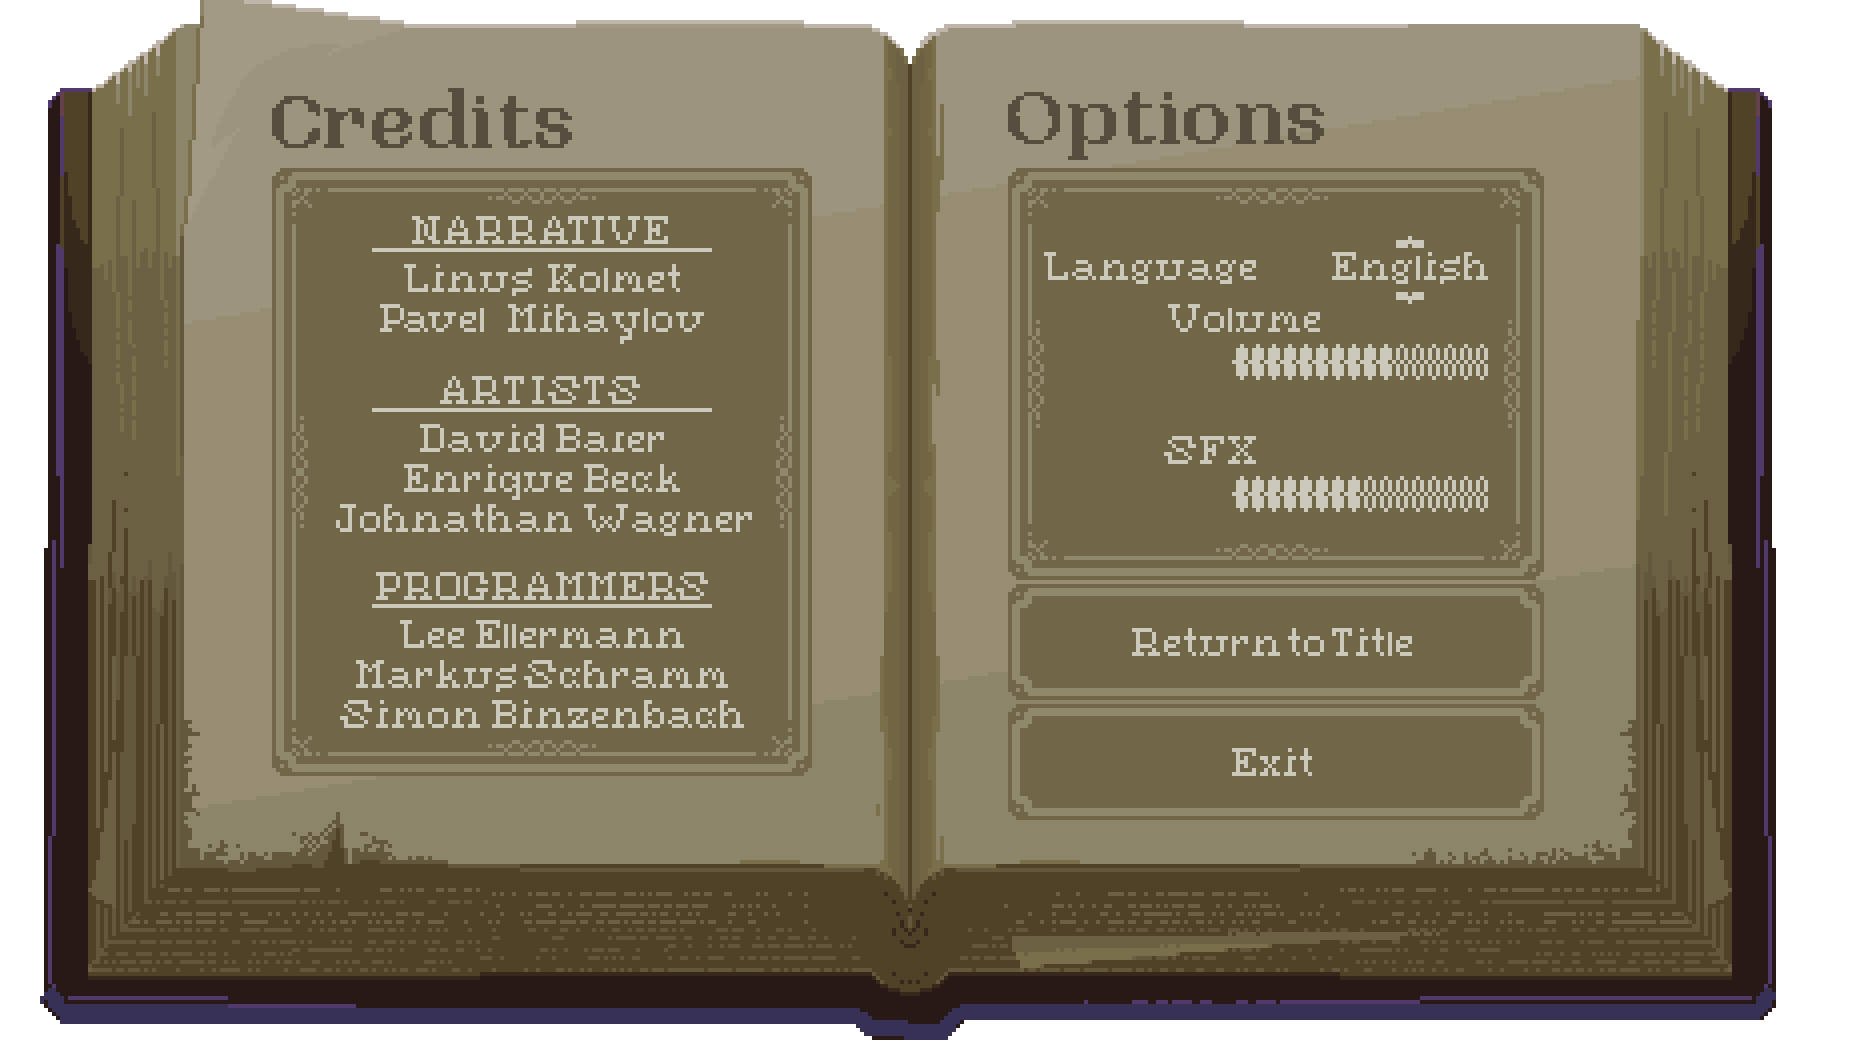 Credits
NARRATIVE
Linus Kolmet
Pavel Mihaylov
ARTISTS
David Baier
Enrique Beck
Johnathan Wagner
PROGRAMMERS
Lee Ellermann
Markus Schramm
Simon Binzenbach
Options
Language English
Volume
SFX
Return to Title
Exit